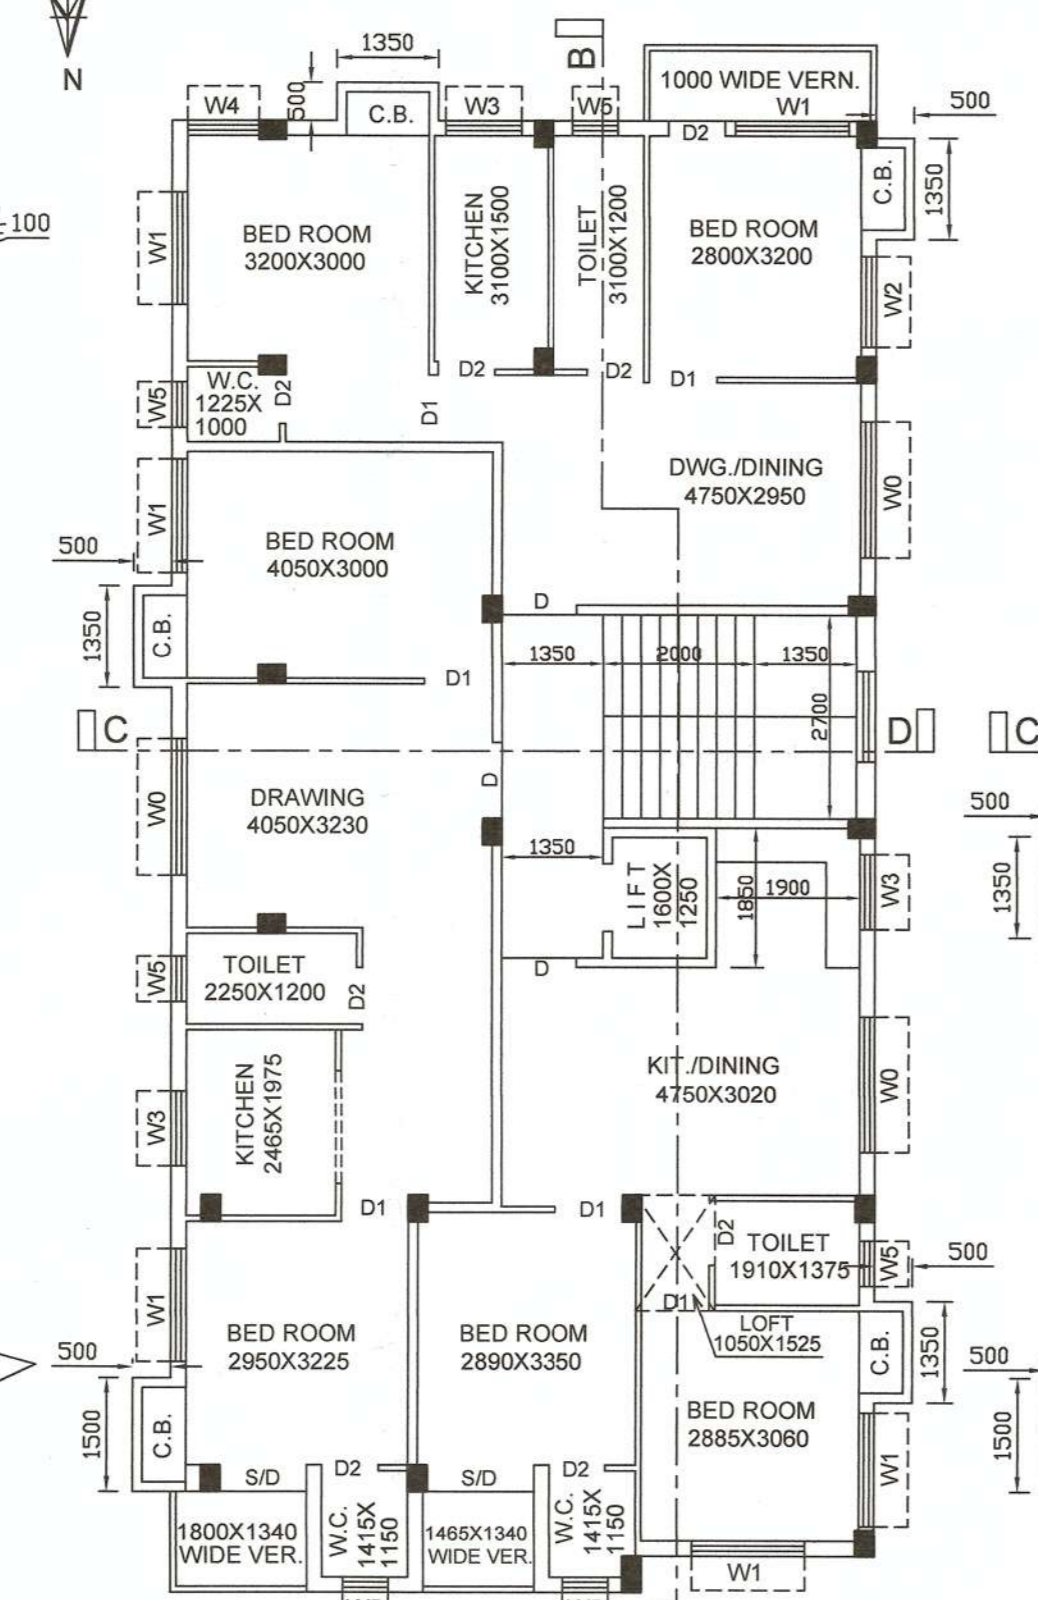 N
1350
500
B
1000 WIDE VERN.
W4
C.B.
W3
W5
W1
D2
500
C.B.
1350
100
W1
BED ROOM
3200X3000
KITCHEN
3100X1500
TOILET
3100X1200
BED ROOM
2800X3200
W2
D2
D2
D1
W5
W.C.
1225X
1000
D2
D1
DWG./DINING
4750X2950
W0
W1
500
BED ROOM
4050X3000
1350
C.B.
D
D1
1350
2000
1350
2700
C
D
C
W0
DRAWING
4050X3230
D
500
1350
1350
LIFT
1600X
1250
1850
1900
W3
D
W5
TOILET
2250X1200
D2
KIT./DINING
4750X3020
W0
W3
KITCHEN
2465X1975
D1
D1
D2
TOILET
1910X1375
W5
500
W1
D1
LOFT
1050X1525
BED ROOM
2950X3225
BED ROOM
2890X3350
C.B.
1350
500
500
BED ROOM
2885X3060
1500
C.B.
W1
1500
S/D
D2
S/D
D2
1800X1340
WIDE VER.
W.C.
1415X
1150
1465X1340
WIDE VER.
W.C.
1415X
1150
W1